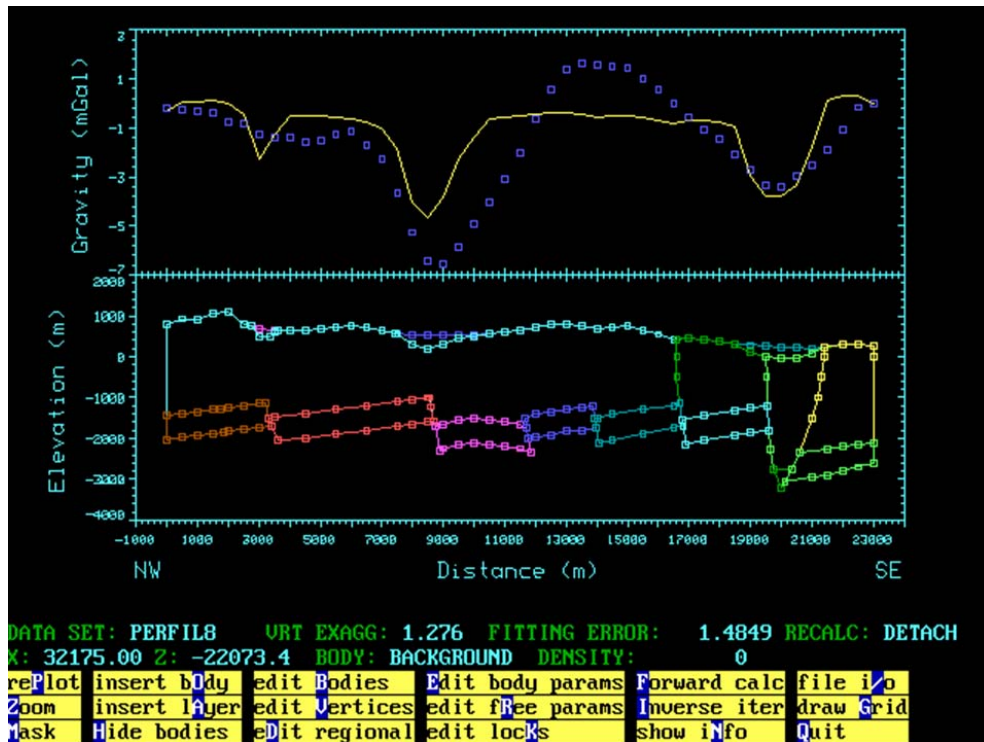 3
1
-1
-3
-5
-7
Gravity (mGal)
2000
1000
0
-1000
-2000
-3000
-4000
Elevation (m)
-1000 1000 3000 5000 7000 9000 11000 13000 15000 17000 19000 21000 23000
NW Distance (m) SE
DATA SET: PERFIL8 VRT EXAGG: 1.276 FITTING ERROR: 1.4849 RECALC: DETACH
X: 32175.00 Z: -22073.4 BODY: BACKGROUND DENSITY: 0
rePlot insert bOdy edit Bodies Edit body params Forward calc file i/o
Zoom insert lAyer edit Vertices edit fRee params Inverse iter draw Grid
Mask Hide bodies eDit regional edit locKs show iNfo Quit